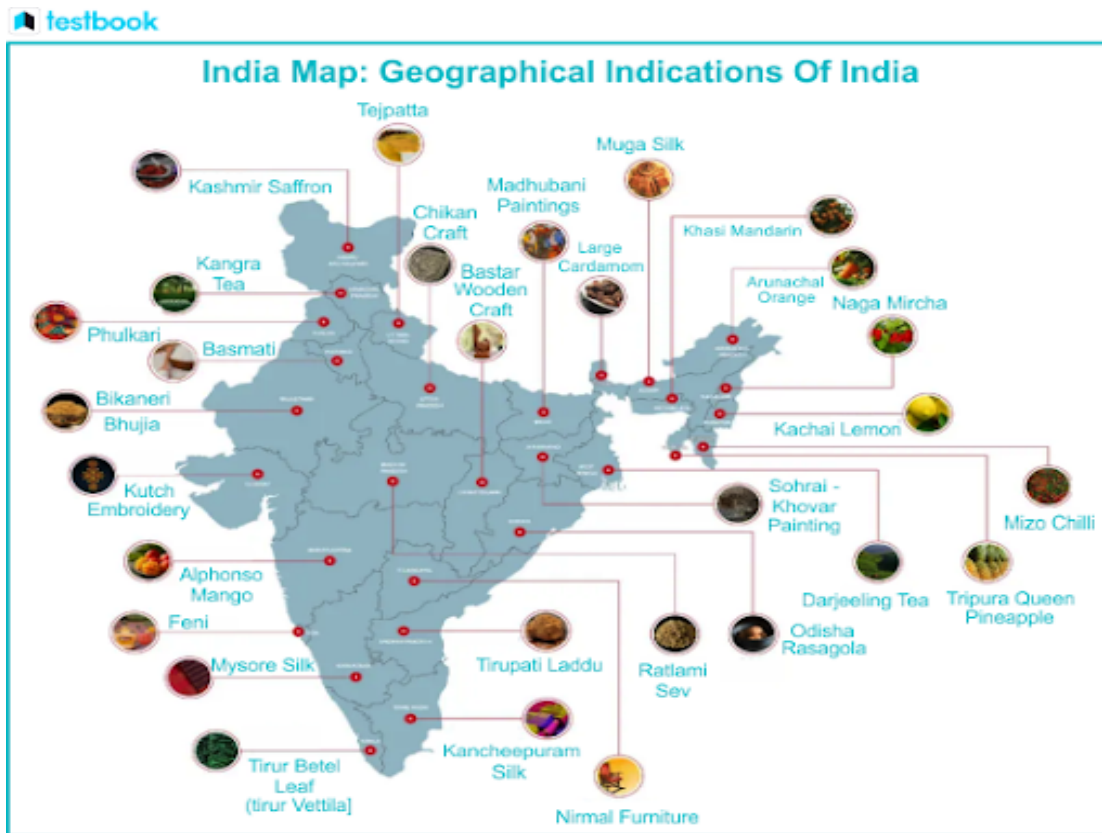 testbook
India Map: Geographical Indications Of India
Tejpatta
Muga Silk
Kashmir Saffron
Madhubani
Paintings
Chikan
Craft
Khasi Mandarin
Large
Cardamom
Kangra
Tea
Bastar
Wooden
Craft
Arunachal
Orange
Naga Mircha
Phulkari
Basmati
Bikaneri
Bhujia
Kachai Lemon
Kutch
Embroidery
Sohrai -
Khovar
Painting
Mizo Chilli
Alphonso
Mango
Darjeeling Tea
Tripura Queen
Pineapple
Feni
Odisha
Rasagola
Mysore Silk
Tirupati Laddu
Ratlami
Sev
Kancheepuram
Silk
Tirur Betel
Leaf
(tirur Vettila]
Nirmal Furniture